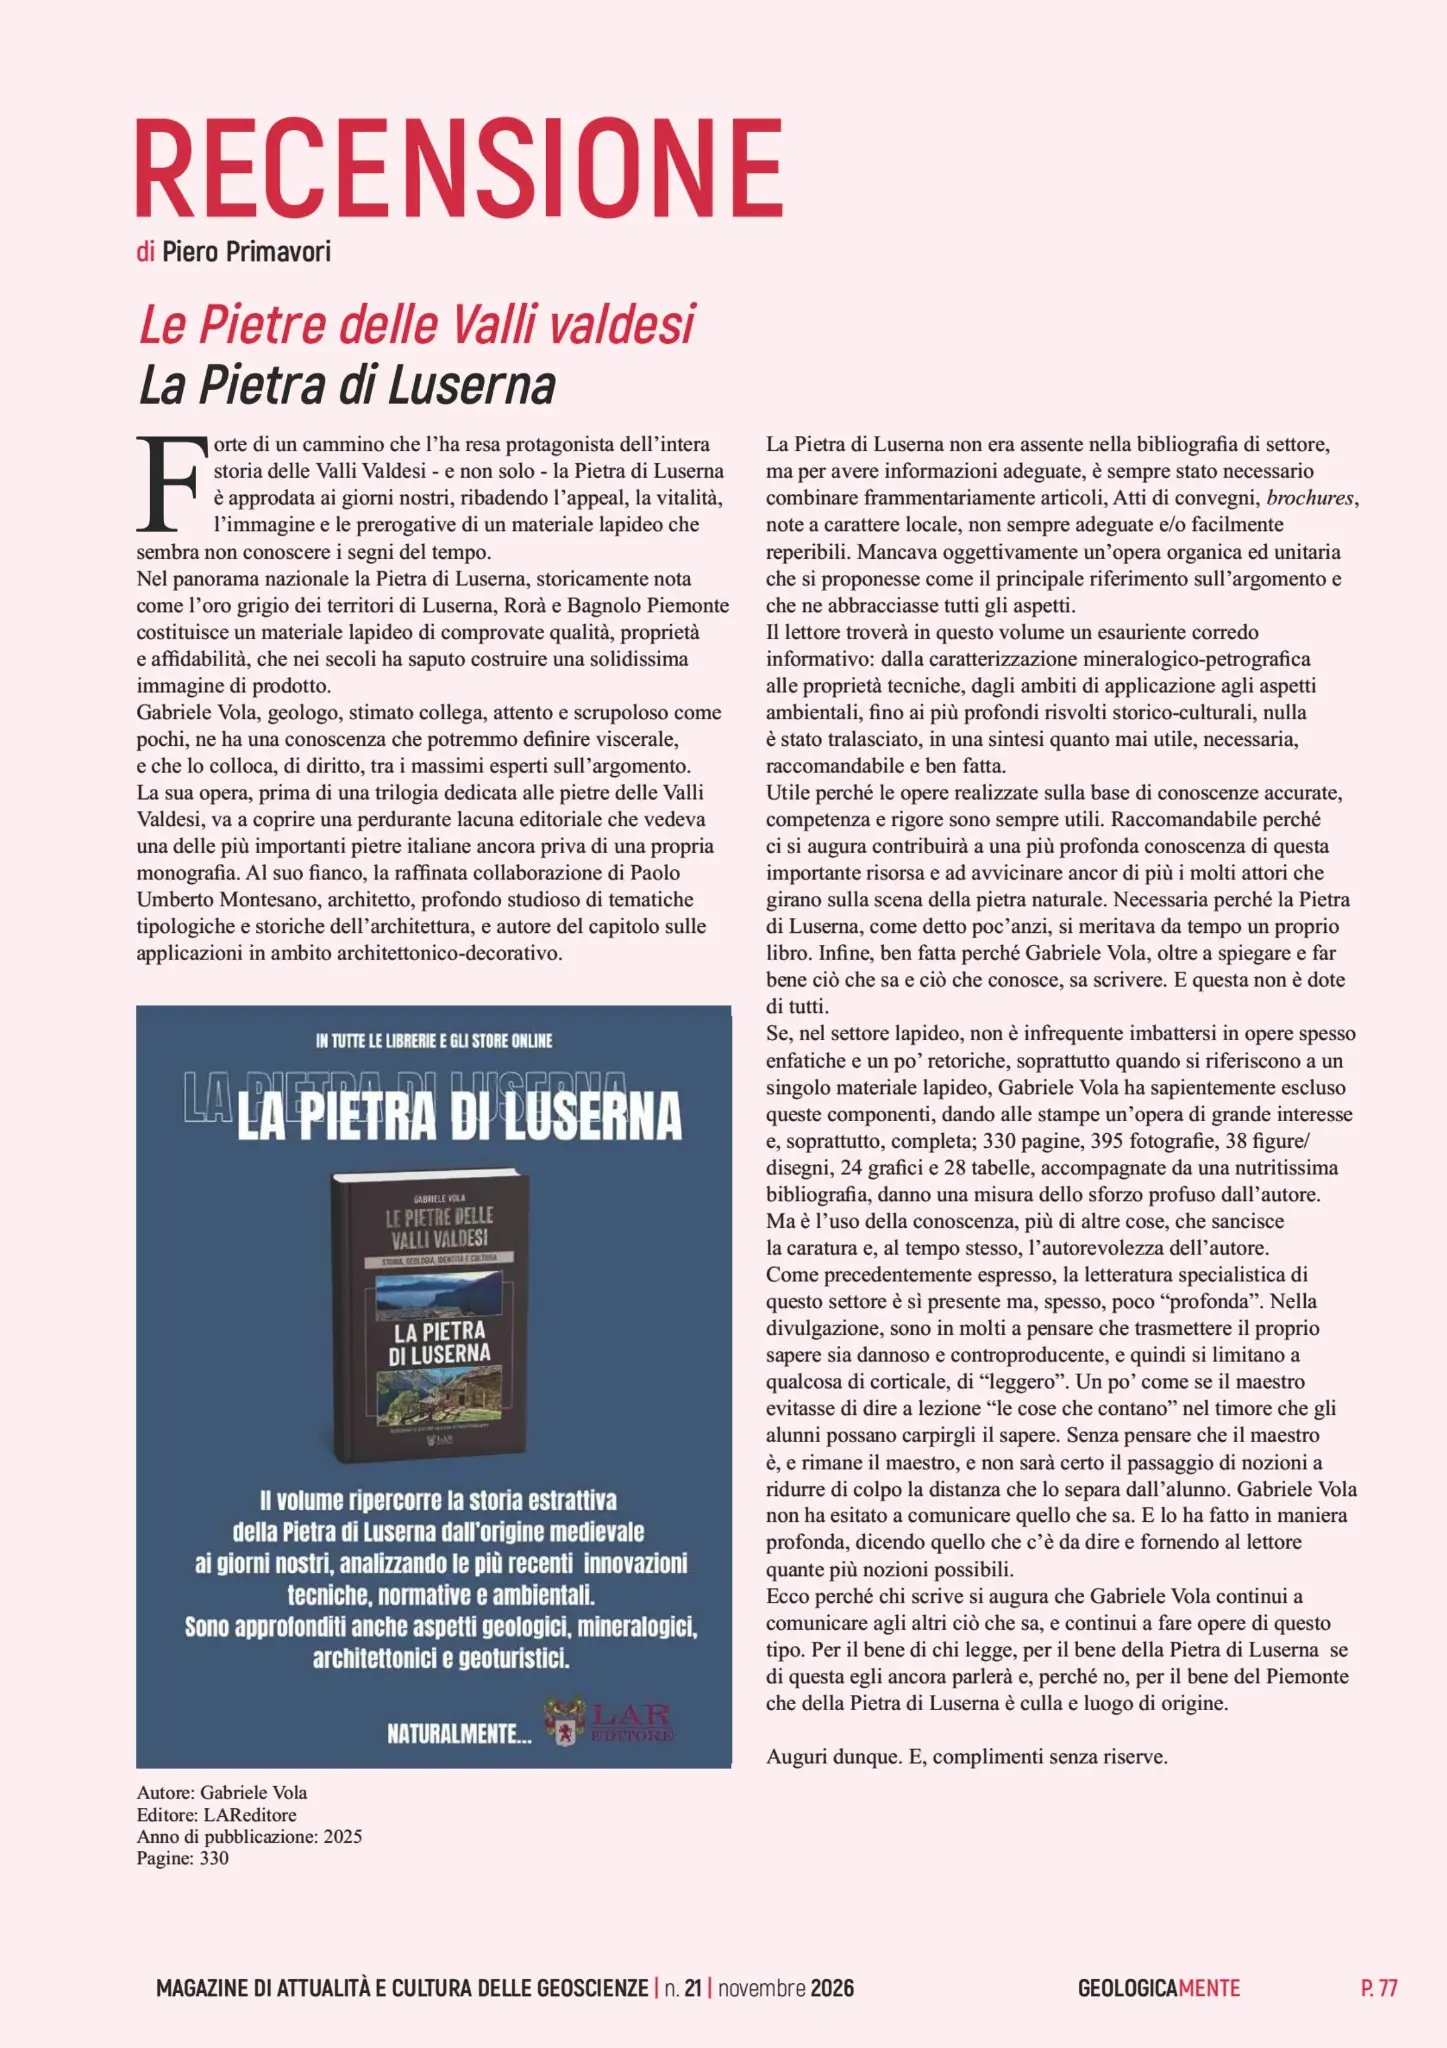 RECENSIONE
di Piero Primavori
Le Pietre delle Valli valdesi
La Pietra di Luserna
Forte di un cammino che l’ha resa protagonista dell’intera
storia delle Valli Valdesi - e non solo - la Pietra di Luserna
è approdata ai giorni nostri, ribadendo l’appeal, la vitalità,
l’immagine e le prerogative di un materiale lapideo che
sembra non conoscere i segni del tempo.
Nel panorama nazionale la Pietra di Luserna, storicamente nota
come l’oro grigio dei territori di Luserna, Rorà e Bagnolo Piemonte
costituisce un materiale lapideo di comprovate qualità, proprietà
e affidabilità, che nei secoli ha saputo costruire una solidissima
immagine di prodotto.
Gabriele Vola, geologo, stimato collega, attento e scrupoloso come
pochi, ne ha una conoscenza che potremmo definire viscerale,
e che lo colloca, di diritto, tra i massimi esperti sull’argomento.
La sua opera, prima di una trilogia dedicata alle pietre delle Valli
Valdesi, va a coprire una perdurante lacuna editoriale che vedeva
una delle più importanti pietre italiane ancora priva di una propria
monografia. Al suo fianco, la raffinata collaborazione di Paolo
Umberto Montesano, architetto, profondo studioso di tematiche
tipologiche e storiche dell’architettura, e autore del capitolo sulle
applicazioni in ambito architettonico-decorativo.
IN TUTTE LE LIBRERIE E GLI STORE ONLINE
LA PIETRA DI LUSERNA
LA PIETRA DI LUSERNA
GABRIELE VOLA
LE PIETRE DELLE
VALLI VALDESI
STORIA, GEOLOGIA, IDENTITÀ E CULTURA
LA PIETRA
DI LUSERNA
LAR
Il volume ripercorre la storia estrattiva
della Pietra di Luserna dall’origine medievale
ai giorni nostri, analizzando le più recenti innovazioni
tecniche, normative e ambientali.
Sono approfonditi anche aspetti geologici, mineralogici,
architettonici e geoturistici.
NATURALMENTE...
LAR
EDITORE
Autore: Gabriele Vola
Editore: LAReditore
Anno di pubblicazione: 2025
Pagine: 330
La Pietra di Luserna non era assente nella bibliografia di settore,
ma per avere informazioni adeguate, è sempre stato necessario
combinare frammentariamente articoli, Atti di convegni, brochures,
note a carattere locale, non sempre adeguate e/o facilmente
reperibili. Mancava oggettivamente un’opera organica ed unitaria
che si proponesse come il principale riferimento sull’argomento e
che ne abbracciasse tutti gli aspetti.
Il lettore troverà in questo volume un esauriente corredo
informativo: dalla caratterizzazione mineralogico-petrografica
alle proprietà tecniche, dagli ambiti di applicazione agli aspetti
ambientali, fino ai più profondi risvolti storico-culturali, nulla
è stato tralasciato, in una sintesi quanto mai utile, necessaria,
raccomandabile e ben fatta.
Utile perché le opere realizzate sulla base di conoscenze accurate,
competenza e rigore sono sempre utili. Raccomandabile perché
ci si augura contribuirà a una più profonda conoscenza di questa
importante risorsa e ad avvicinare ancor di più i molti attori che
girano sulla scena della pietra naturale. Necessaria perché la Pietra
di Luserna, come detto poc’anzi, si meritava da tempo un proprio
libro. Infine, ben fatta perché Gabriele Vola, oltre a spiegare e far
bene ciò che sa e ciò che conosce, sa scrivere. E questa non è dote
di tutti.
Se, nel settore lapideo, non è infrequente imbattersi in opere spesso
enfatiche e un po’ retoriche, soprattutto quando si riferiscono a un
singolo materiale lapideo, Gabriele Vola ha sapientemente escluso
queste componenti, dando alle stampe un’opera di grande interesse
e, soprattutto, completa; 330 pagine, 395 fotografie, 38 figure/
disegni, 24 grafici e 28 tabelle, accompagnate da una nutritissima
bibliografia, danno una misura dello sforzo profuso dall’autore.
Ma è l’uso della conoscenza, più di altre cose, che sancisce
la caratura e, al tempo stesso, l’autorevolezza dell’autore.
Come precedentemente espresso, la letteratura specialistica di
questo settore è sì presente ma, spesso, poco “profonda”. Nella
divulgazione, sono in molti a pensare che trasmettere il proprio
sapere sia dannoso e controproducente, e quindi si limitano a
qualcosa di corticale, di “leggero”. Un po’ come se il maestro
evitasse di dire a lezione “le cose che contano” nel timore che gli
alunni possano carpirgli il sapere. Senza pensare che il maestro
è, e rimane il maestro, e non sarà certo il passaggio di nozioni a
ridurre di colpo la distanza che lo separa dall’alunno. Gabriele Vola
non ha esitato a comunicare quello che sa. E lo ha fatto in maniera
profonda, dicendo quello che c’è da dire e fornendo al lettore
quante più nozioni possibili.
Ecco perché chi scrive si augura che Gabriele Vola continui a
comunicare agli altri ciò che sa, e continui a fare opere di questo
tipo. Per il bene di chi legge, per il bene della Pietra di Luserna se
di questa egli ancora parlerà e, perché no, per il bene del Piemonte
che della Pietra di Luserna è culla e luogo di origine.
Auguri dunque. E, complimenti senza riserve.
MAGAZINE DI ATTUALITÀ E CULTURA DELLE GEOSCIENZE | n. 21 | novembre 2026
GEOLOGICAMENTE
P. 77